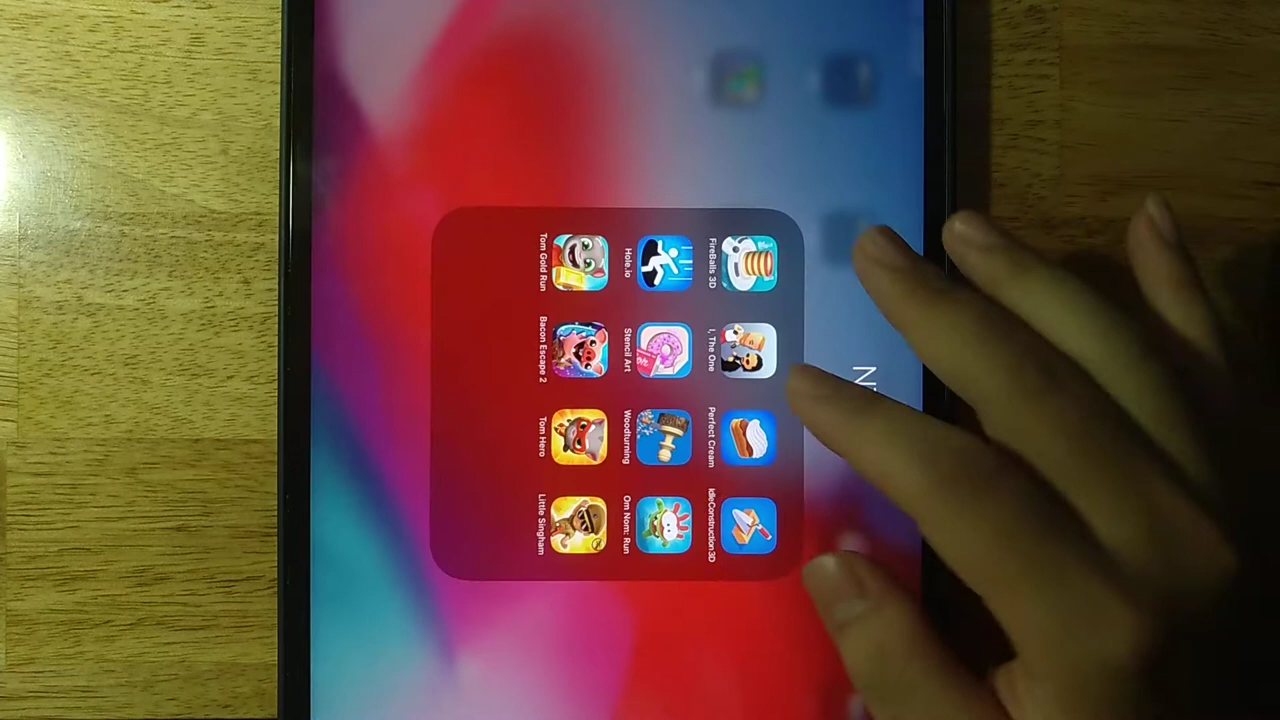 FireBalls 3D
I, The One
Perfect Cream
IdleConstruction3D
Hole.io
Stencil Art
Woodturning
Om Nom: Run
Tom Gold Run
Bacon Escape 2
Tom Hero
Little Singham